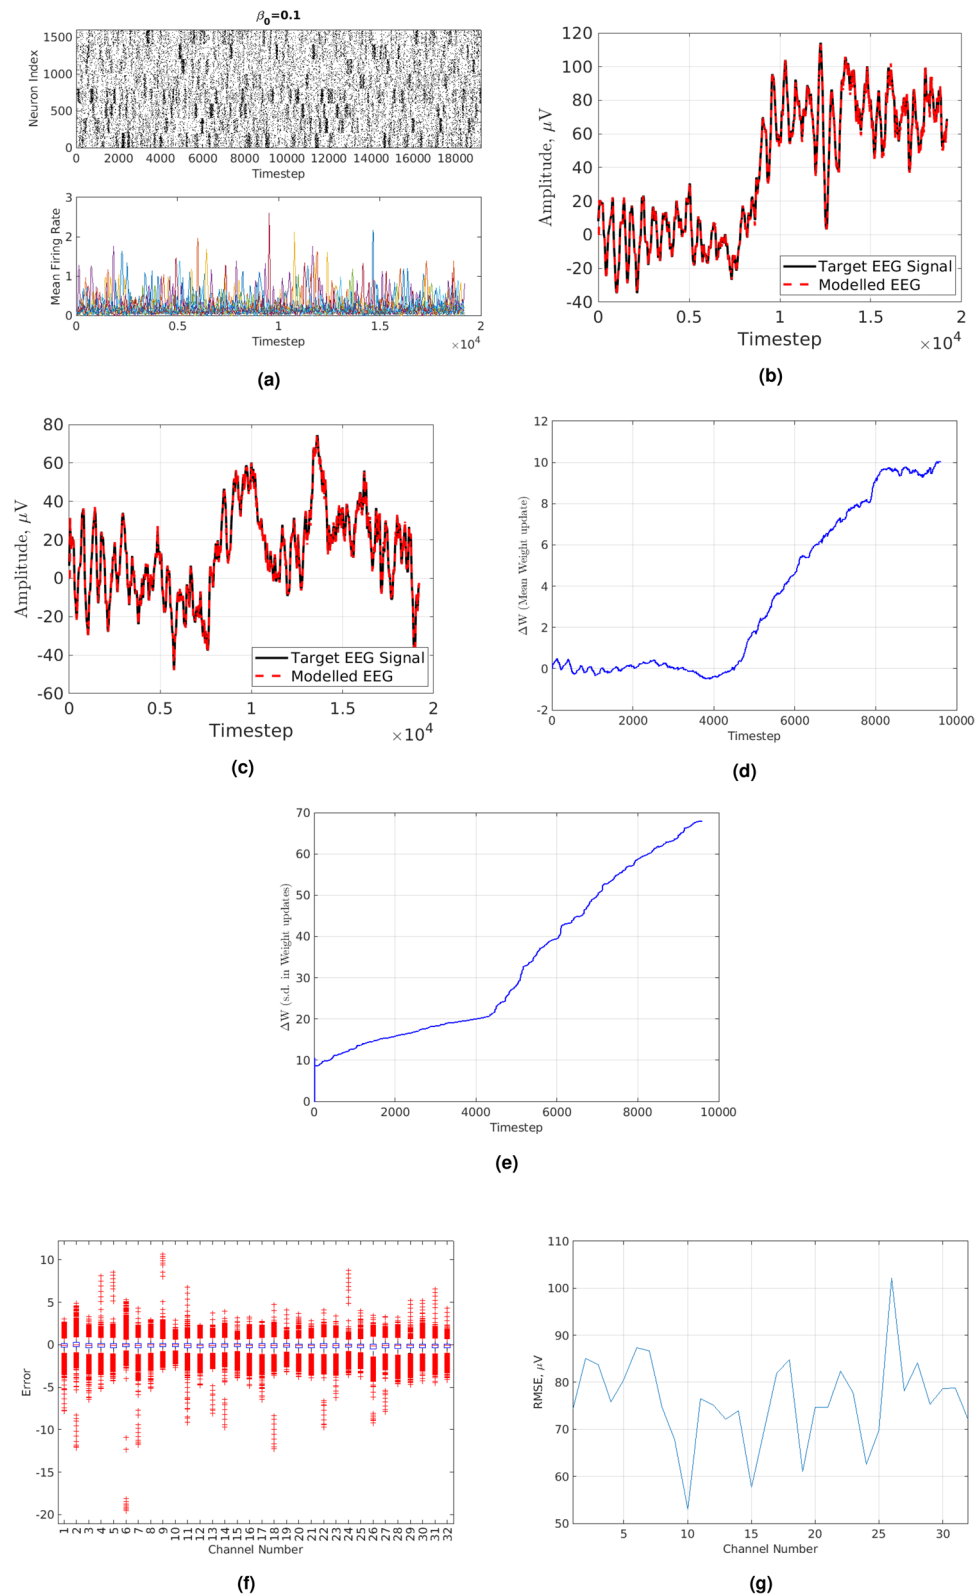 β₀=0.1
Neuron Index
1500
1000
500
0
0 2000 4000 6000 8000 10000 12000 14000 16000 18000
Timestep
Mean Firing Rate
3
2
1
0
0 0.5 1 1.5 2
Timestep
×10⁴
(a)
Amplitude, μV
120
100
80
60
40
20
0
-20
-40
Target EEG Signal
Modelled EEG
0 0.5 1 1.5 2
Timestep
×10⁴
(b)
Amplitude, μV
80
60
40
20
0
-20
-40
-60
Target EEG Signal
Modelled EEG
0 0.5 1 1.5 2
Timestep
×10⁴
(c)
ΔW (Mean Weight update)
12
10
8
6
4
2
0
-2
0 2000 4000 6000 8000 10000
Timestep
(d)
ΔW (s.d. in Weight updates)
70
60
50
40
30
20
10
0
0 2000 4000 6000 8000 10000
Timestep
(e)
Error
10
5
0
-5
-10
-15
-20
1 2 3 4 5 6 7 8 9 10 11 12 13 14 15 16 17 18 19 20 21 22 23 24 25 26 27 28 29 30 31 32
Channel Number
(f)
RMSE, μV
110
100
90
80
70
60
50
5 10 15 20 25 30
Channel Number
(g)